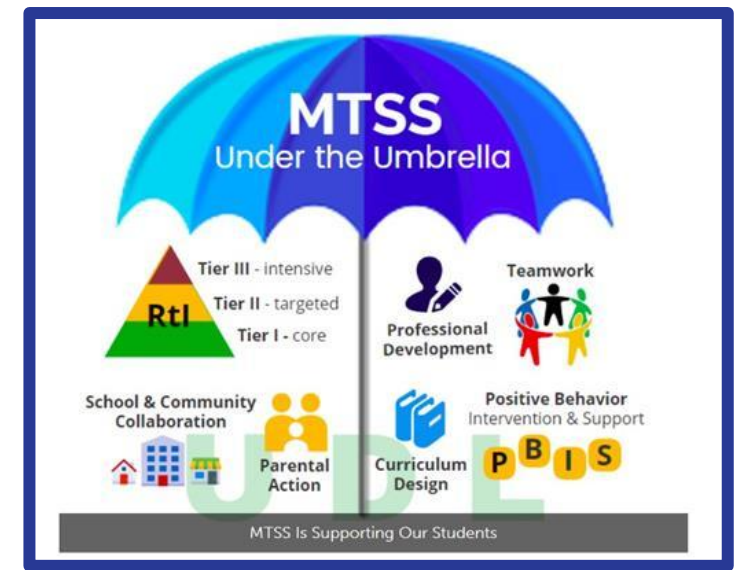 MTSS
Under the Umbrella
Tier III - intensive
Tier II - targeted
Tier I - core
RtI
Professional
Development
Teamwork
School & Community
Collaboration
Parental
Action
Curriculum
Design
Positive Behavior
Intervention & Support
PBIS
UDL
MTSS Is Supporting Our Students